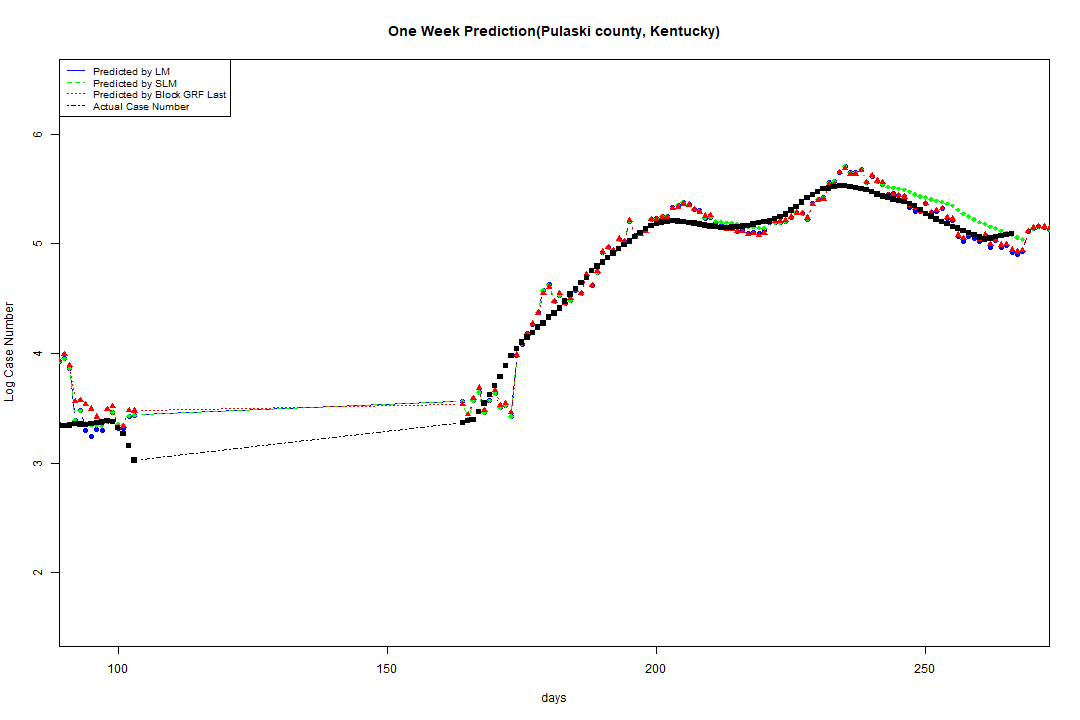 One Week Prediction(Pulaski county, Kentucky)
Predicted by LM
Predicted by SLM
Predicted by Block GRF Last
Actual Case Number
6
5
4
3
2
Log Case Number
100 150 200 250
days